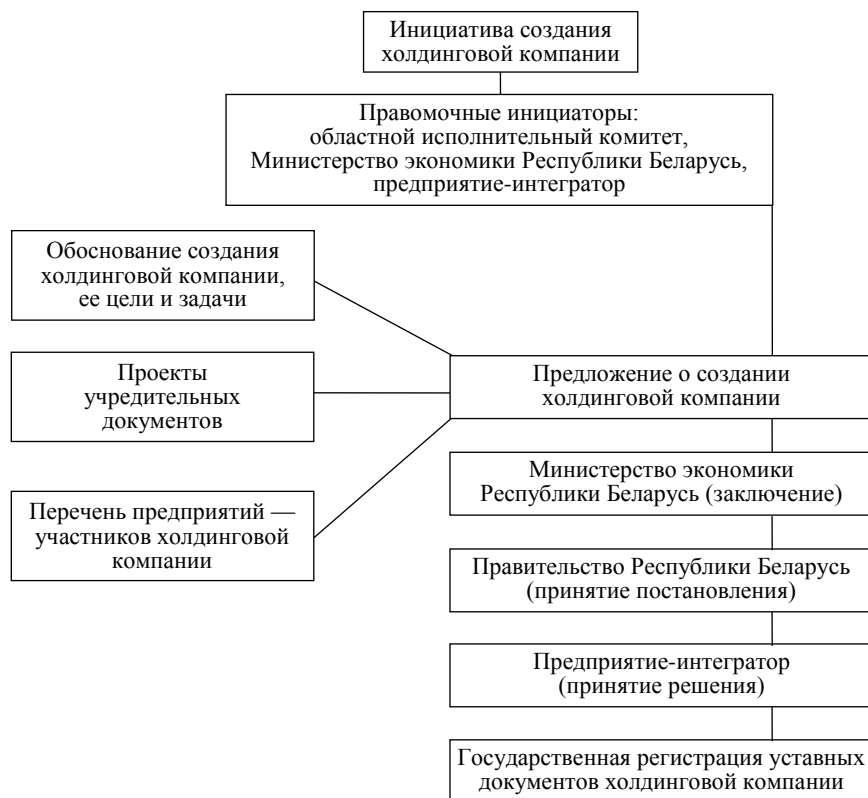 Инициатива создания
холдинговой компании
Правомочные инициаторы:
областной исполнительный комитет,
Министерство экономики Республики Беларусь,
предприятие-интегратор
Обоснование создания
холдинговой компании,
ее цели и задачи
Проекты
учредительных
документов
Перечень предприятий —
участников холдинговой
компании
Предложение о создании
холдинговой компании
Министерство экономики
Республики Беларусь (заключение)
Правительство Республики Беларусь
(принятие постановления)
Предприятие-интегратор
(принятие решения)
Государственная регистрация уставных
документов холдинговой компании